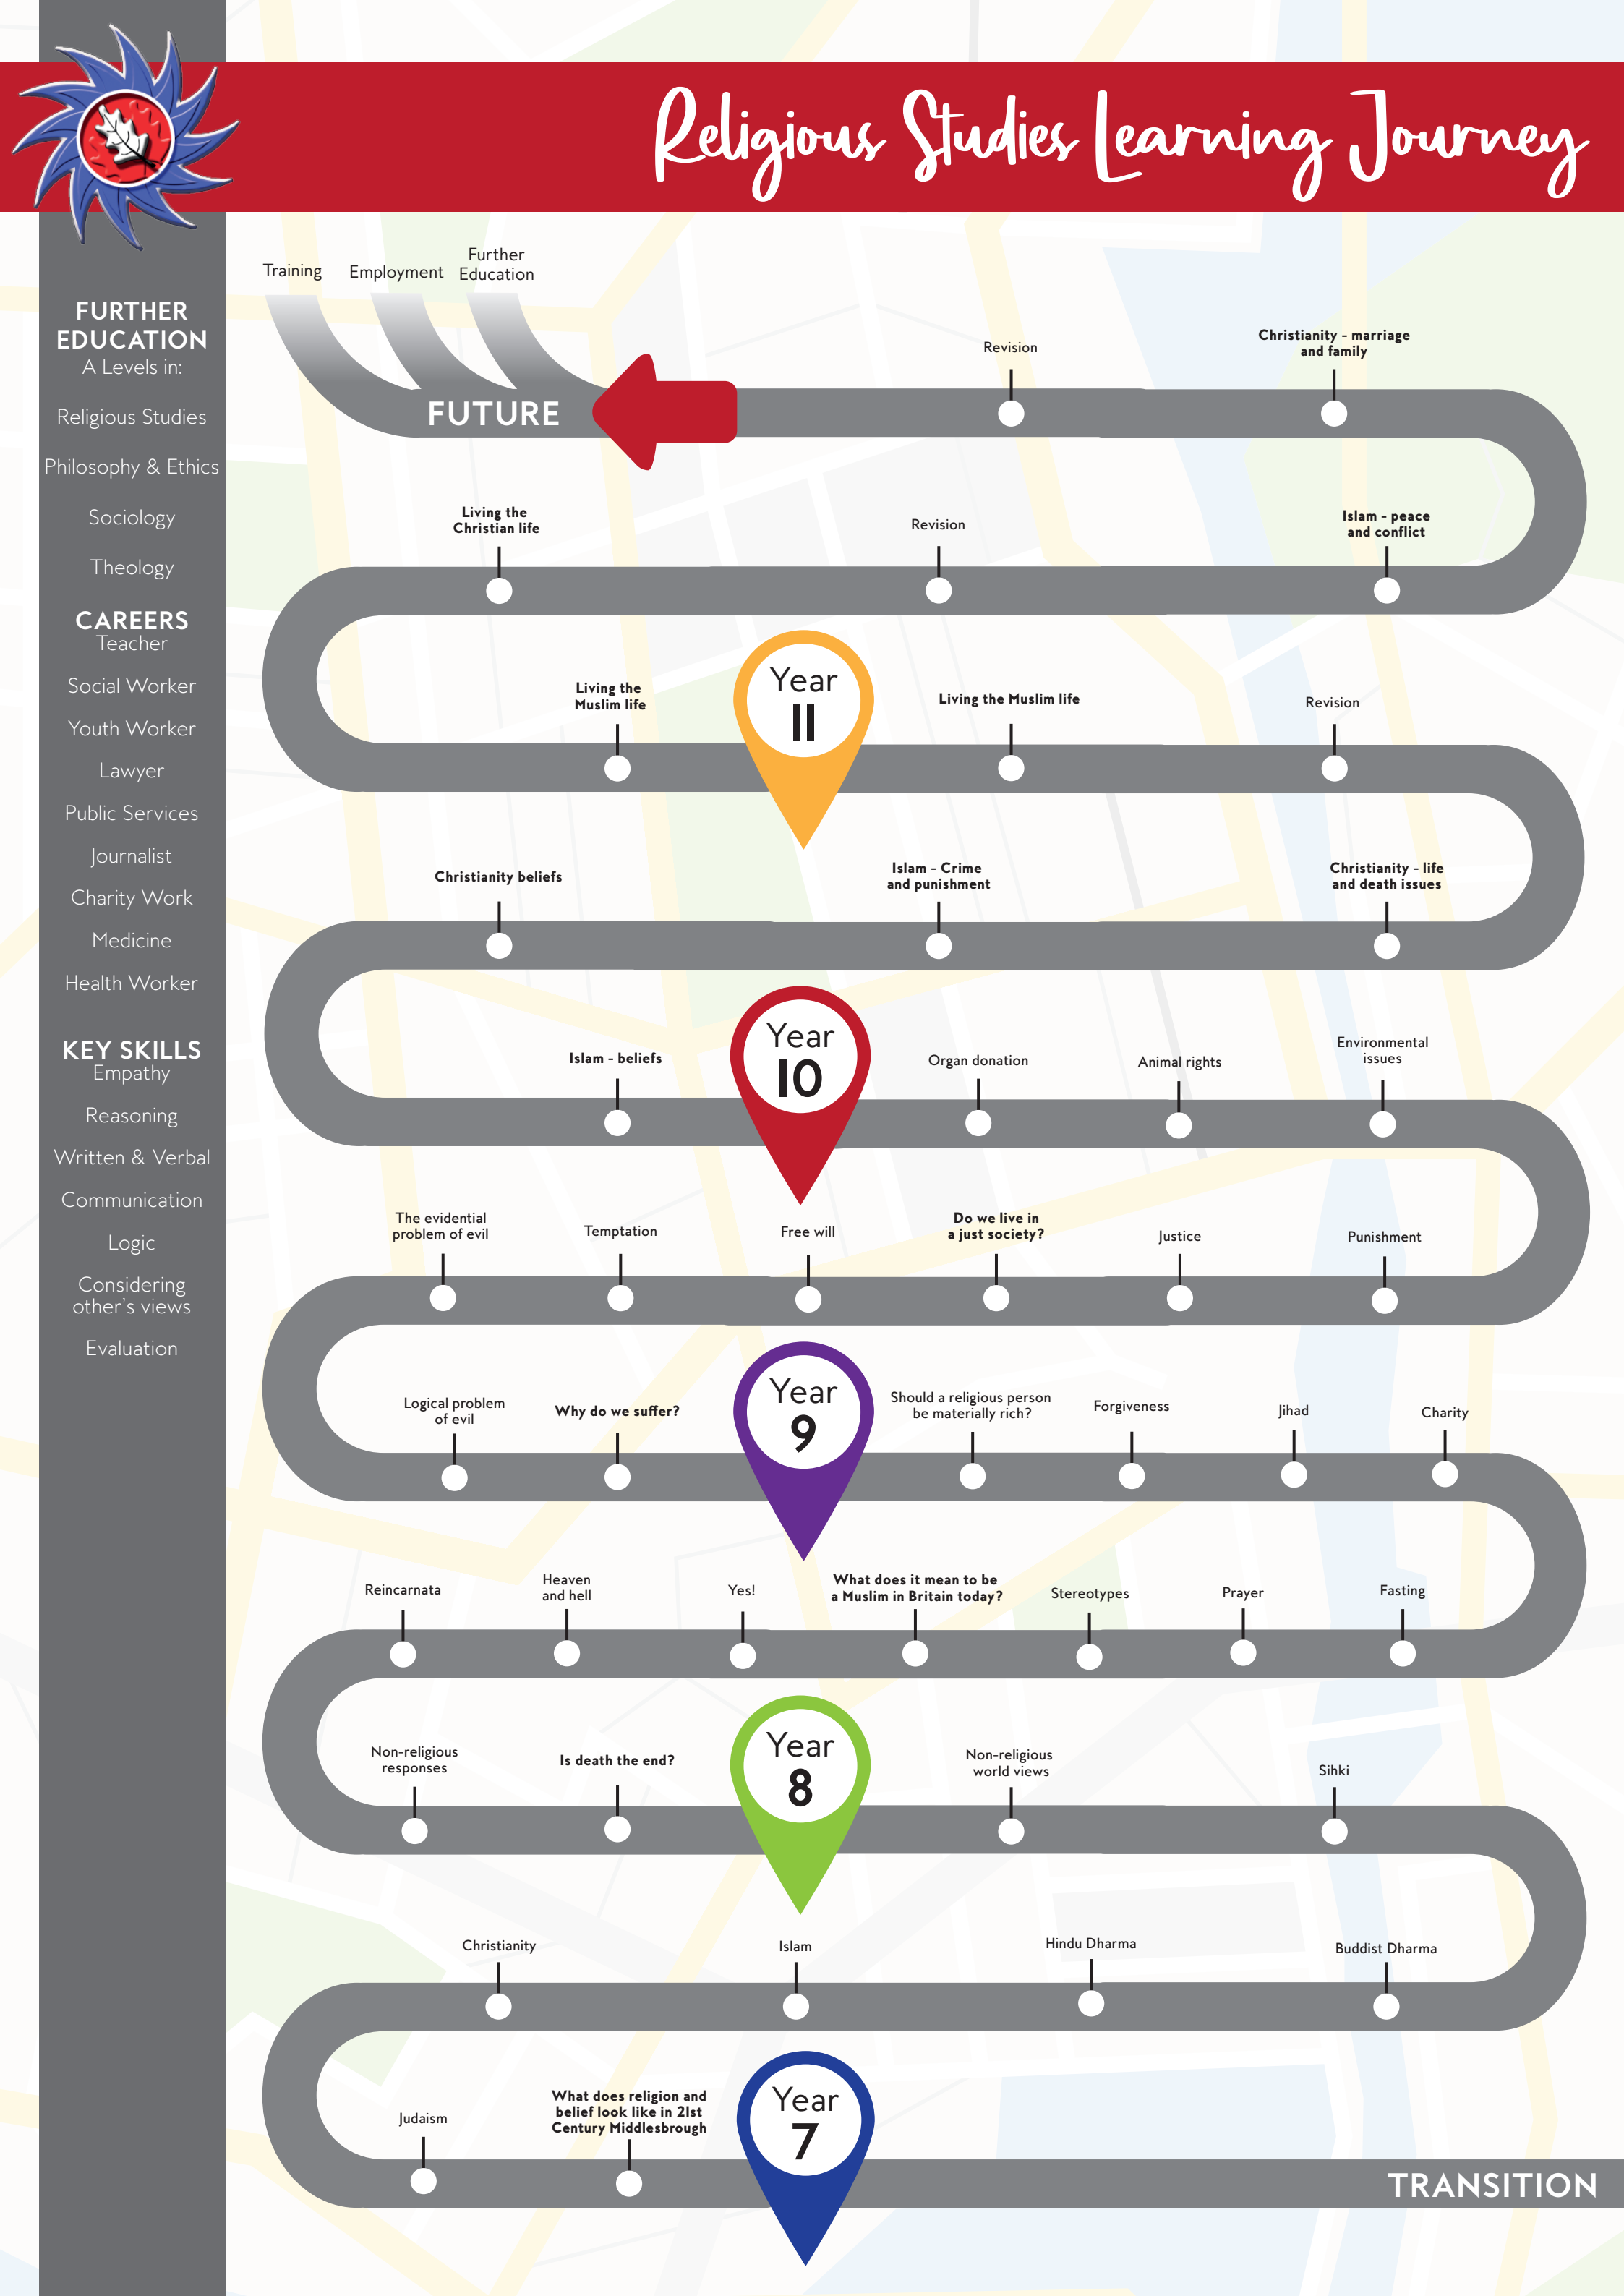 Religious Studies Learning Journey
FURTHER
EDUCATION
A Levels in:
Religious Studies
Philosophy & Ethics
Sociology
Theology
CAREERS
Teacher
Social Worker
Youth Worker
Lawyer
Public Services
Journalist
Charity Work
Medicine
Health Worker
KEY SKILLS
Empathy
Reasoning
Written & Verbal
Communication
Logic
Considering
other's views
Evaluation
Training
Employment
Further
Education
FUTURE
Revision
Christianity - marriage
and family
Living the
Christian life
Revision
Islam - peace
and conflict
Living the
Muslim life
Year
11
Living the Muslim life
Revision
Christianity beliefs
Islam - Crime
and punishment
Christianity - life
and death issues
Islam - beliefs
Year
10
Organ donation
Animal rights
Environmental
issues
The evidential
problem of evil
Temptation
Free will
Do we live in
a just society?
Justice
Punishment
Logical problem
of evil
Why do we suffer?
Year
9
Should a religious person
be materially rich?
Forgiveness
Jihad
Charity
Reincarnata
Heaven
and hell
Yes!
What does it mean to be
a Muslim in Britain today?
Stereotypes
Prayer
Fasting
Non-religious
responses
Is death the end?
Year
8
Non-religious
world views
Sihki
Christianity
Islam
Hindu Dharma
Buddist Dharma
Judaism
What does religion and
belief look like in 21st
Century Middlesbrough
Year
7
TRANSITION